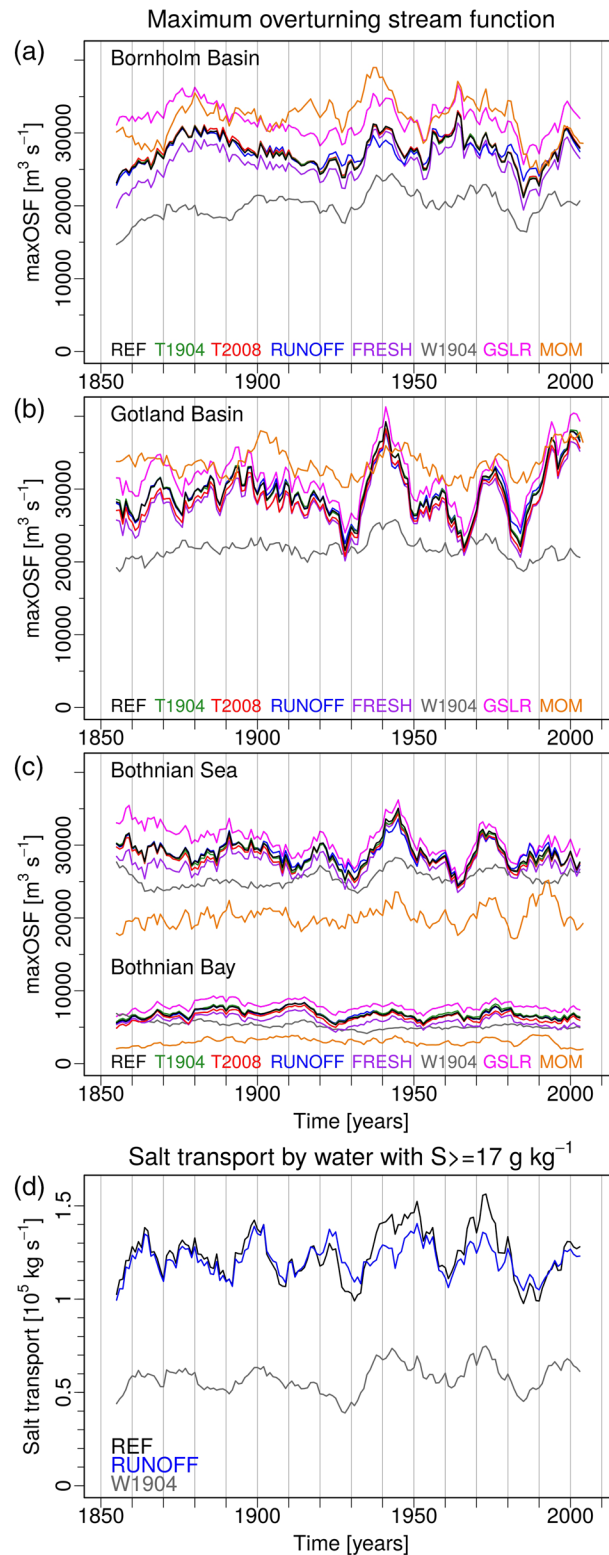 Maximum overturning stream function
(a)
Bornholm Basin
maxOSF [m³ s⁻¹]
0 10000 20000 30000
REF T1904 T2008 RUNOFF FRESH W1904 GSLR MOM
1850 1900 1950 2000
(b)
Gotland Basin
maxOSF [m³ s⁻¹]
0 10000 20000 30000
REF T1904 T2008 RUNOFF FRESH W1904 GSLR MOM
1850 1900 1950 2000
(c)
Bothnian Sea
maxOSF [m³ s⁻¹]
0 10000 20000 30000
Bothnian Bay
REF T1904 T2008 RUNOFF FRESH W1904 GSLR MOM
1850 1900 1950 2000
Time [years]
Salt transport by water with S>=17 g kg⁻¹
(d)
Salt transport [10⁵ kg s⁻¹]
0 0.5 1 1.5
REF
RUNOFF
W1904
1850 1900 1950 2000
Time [years]